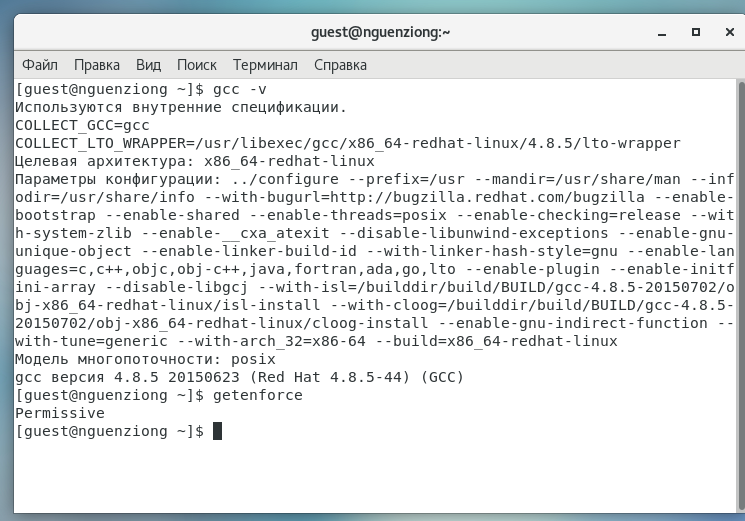 guest@nguenziong:~
Файл Правка Вид Поиск Терминал Справка
[guest@nguenziong ~]$ gcc -v
Используются внутренние спецификации.
COLLECT_GCC=gcc
COLLECT_LTO_WRAPPER=/usr/libexec/gcc/x86_64-redhat-linux/4.8.5/lto-wrapper
Целевая архитектура: x86_64-redhat-linux
Параметры конфигурации: ../configure --prefix=/usr --mandir=/usr/share/man --inf
odir=/usr/share/info --with-bugurl=http://bugzilla.redhat.com/bugzilla --enable-
bootstrap --enable-shared --enable-threads=posix --enable-checking=release --wit
h-system-zlib --enable-__cxa_atexit --disable-libunwind-exceptions --enable-gnu-
unique-object --enable-linker-build-id --with-linker-hash-style=gnu --enable-lan
guages=c,c++,objc,obj-c++,java,fortran,ada,go,lto --enable-plugin --enable-initf
ini-array --disable-libgcj --with-isl=/builddir/build/BUILD/gcc-4.8.5-20150702/o
bj-x86_64-redhat-linux/isl-install --with-cloog=/builddir/build/BUILD/gcc-4.8.5-
20150702/obj-x86_64-redhat-linux/cloog-install --enable-gnu-indirect-function --
with-tune=generic --with-arch_32=x86-64 --build=x86_64-redhat-linux
Модель многопоточности: posix
gcc версия 4.8.5 20150623 (Red Hat 4.8.5-44) (GCC)
[guest@nguenziong ~]$ getenforce
Permissive
[guest@nguenziong ~]$